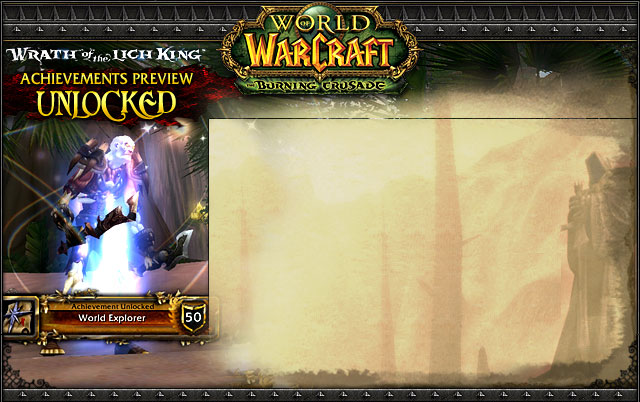 WORLD
OF
WARCRAFT
THE BURNING CRUSADE
WRATH of the LICH KING
ACHIEVEMENTS PREVIEW
UNLOCKED
Achievement Unlocked
World Explorer
50